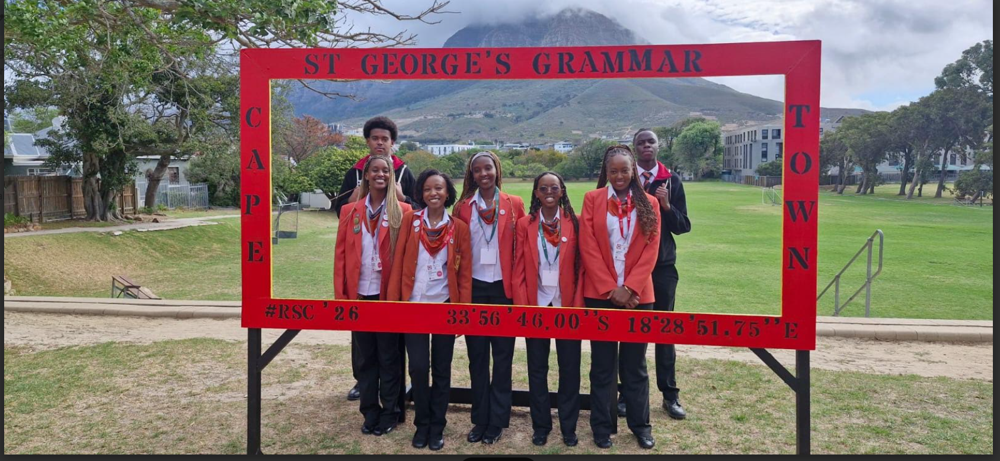 ST GEORGE'S GRAMMAR
CAPE
TOWN
#RSC '26
33°56'46.00''S 18°28'51.75''E